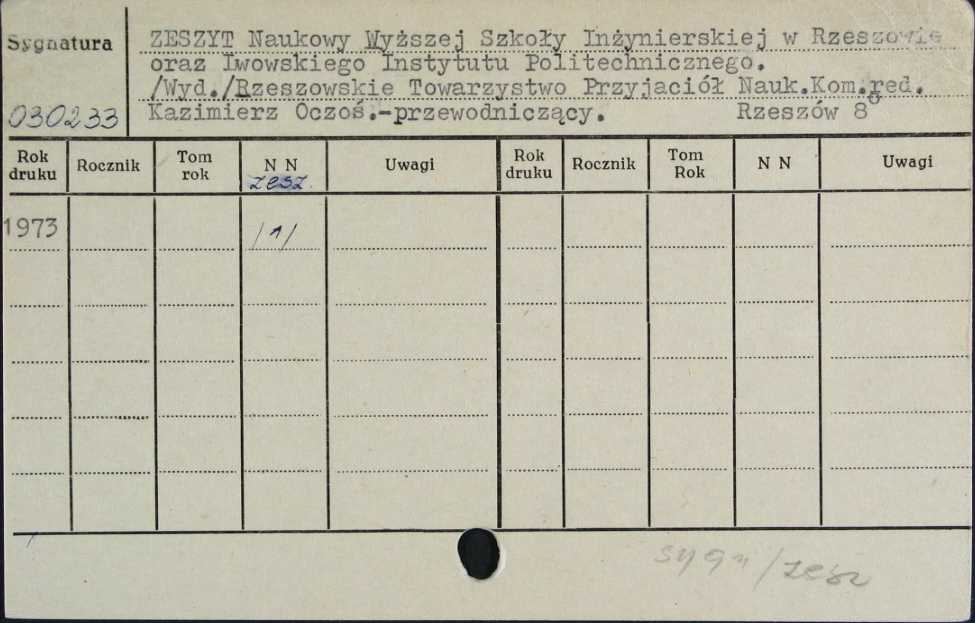 Sygnatura
030233
ZESZYT Naukowy Wyższej Szkoły Inżynierskiej w Rzeszowie
oraz Lwowskiego Instytutu Politechnicznego.
/Wyd./Rzeszowskie Towarzystwo Przyjaciół Nauk.Kom.red.
Kazimierz Oczoś.-przewodniczący. Rzeszów 8°
Rok druku Rocznik Tom rok N N zesz. Uwagi Rok druku Rocznik Tom Rok N N Uwagi
1973 /1/
sygn/zesz